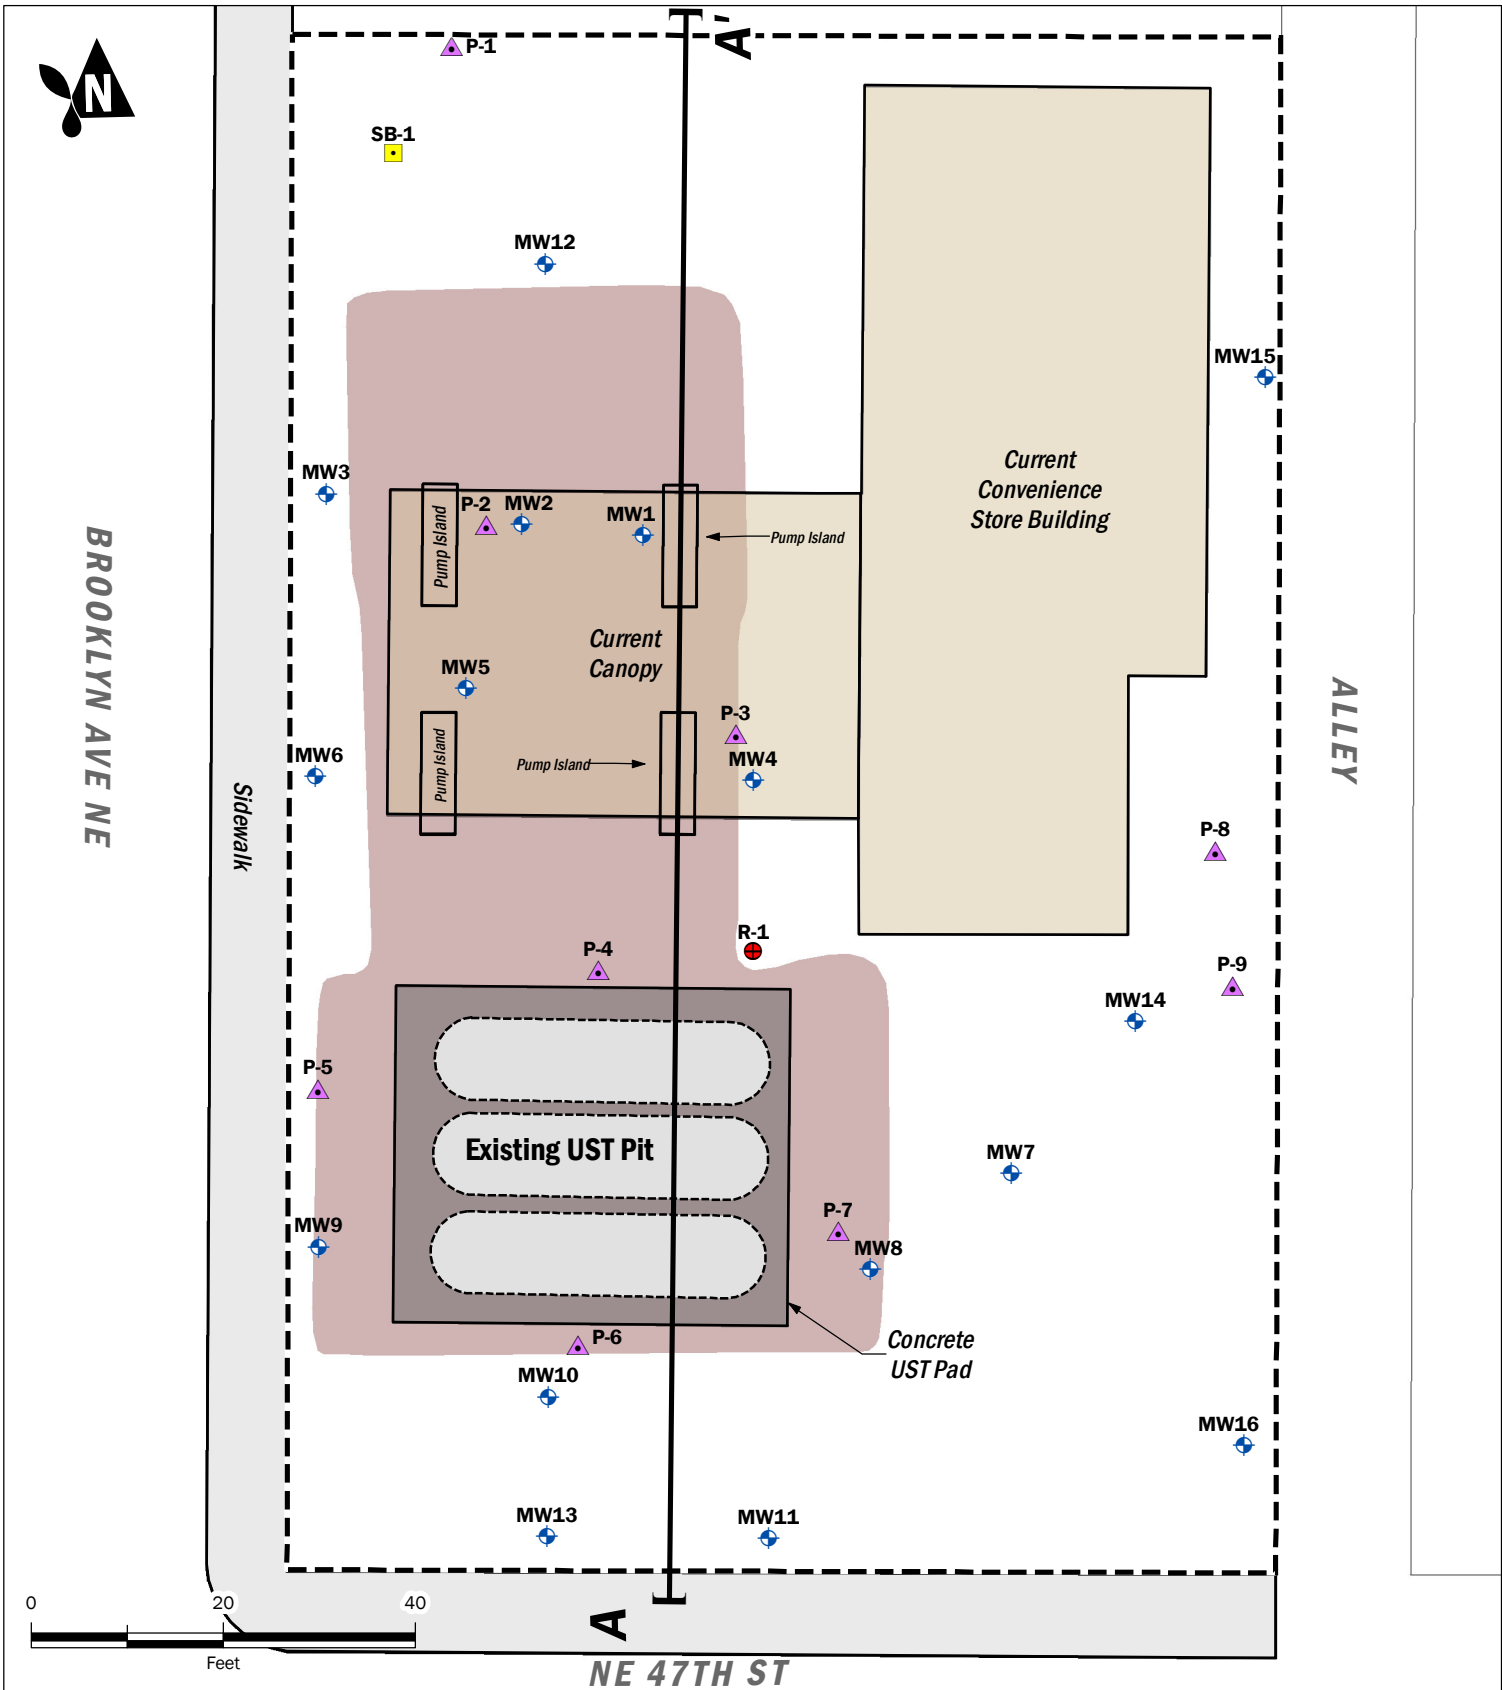 A'
P-1
N
SB-1
MW12
MW15
MW3
P-2
MW2
MW1
Pump Island
Pump Island
Current
Convenience
Store Building
BROOKLYN AVE NE
Current
Canopy
MW5
P-3
ALLEY
MW6
Pump Island
Pump Island
MW4
Sidewalk
P-8
R-1
P-4
P-9
MW14
P-5
Existing UST Pit
MW7
P-7
MW9
MW8
P-6
Concrete
UST Pad
MW10
MW16
MW13
MW11
0 20 40
Feet
A
NE 47TH ST